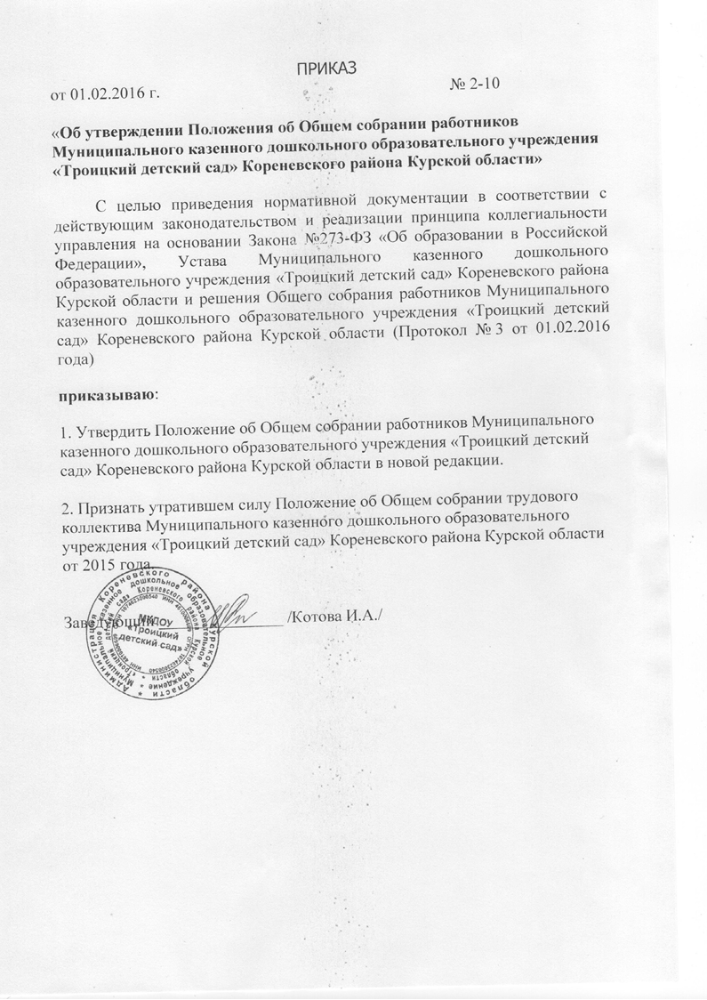 ПРИКАЗ
от 01.02.2016 г. № 2-10
«Об утверждении Положения об Общем собрании работников
Муниципального казенного дошкольного образовательного учреждения
«Троицкий детский сад» Кореневского района Курской области»
С целью приведения нормативной документации в соответствии с
действующим законодательством и реализации принципа коллегиальности
управления на основании Закона №273-ФЗ «Об образовании в Российской
Федерации», Устава Муниципального казенного дошкольного
образовательного учреждения «Троицкий детский сад» Кореневского района
Курской области и решения Общего собрания работников Муниципального
казенного дошкольного образовательного учреждения «Троицкий детский
сад» Кореневского района Курской области (Протокол №3 от 01.02.2016
года)
приказываю:
1. Утвердить Положение об Общем собрании работников Муниципального
казенного дошкольного образовательного учреждения «Троицкий детский
сад» Кореневского района Курской области в новой редакции.
2. Признать утратившем силу Положение об Общем собрании трудового
коллектива Муниципального казенного дошкольного образовательного
учреждения «Троицкий детский сад» Кореневского района Курской области
от 2015 года.
Заведующий /Котова И.А./
Администрация Кореневского района Курской области *
Муниципальное казенное дошкольное образовательное учреждение *
«Троицкий детский сад» Кореневского района Курской области *
МКДОУ
«Троицкий
детский сад»